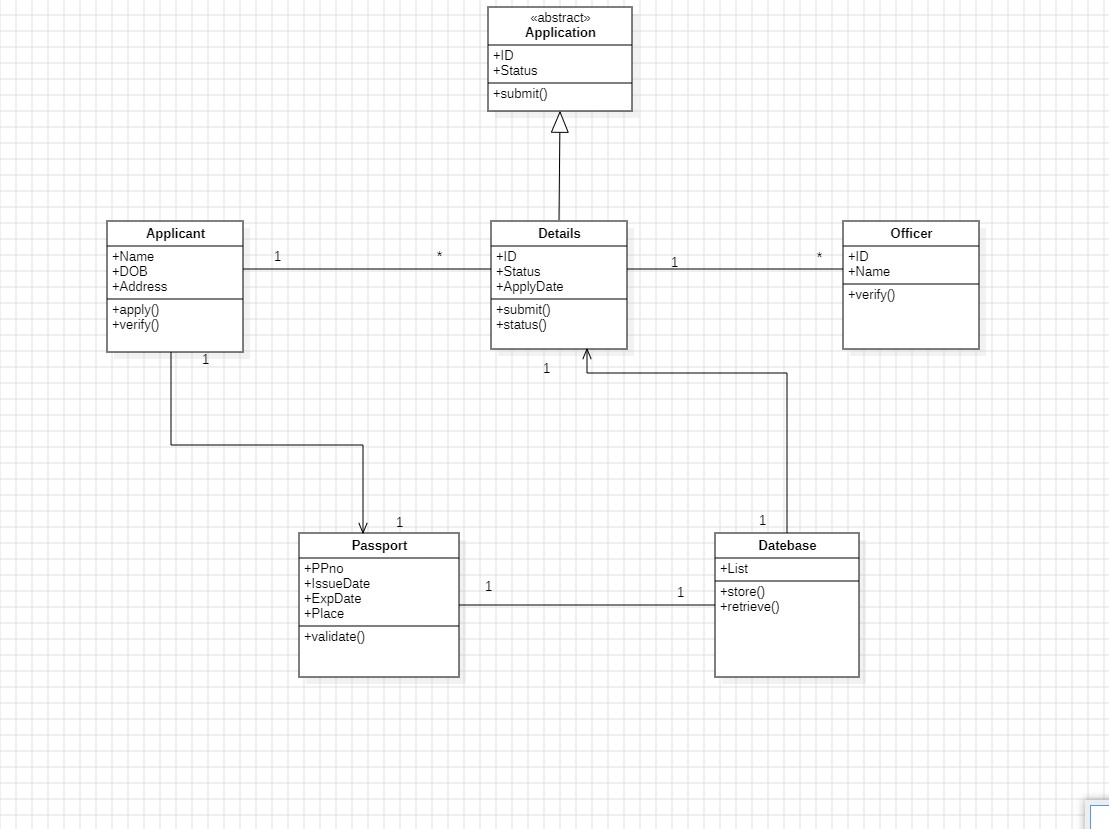 «abstract»
Application
+ID
+Status
+submit()
Applicant
+Name
+DOB
+Address
+apply()
+verify()
1
*
Details
+ID
+Status
+ApplyDate
+submit()
+status()
1
*
Officer
+ID
+Name
+verify()
1
1
1
1
Passport
+PPno
+IssueDate
+ExpDate
+Place
+validate()
1
1
Datebase
+List
+store()
+retrieve()